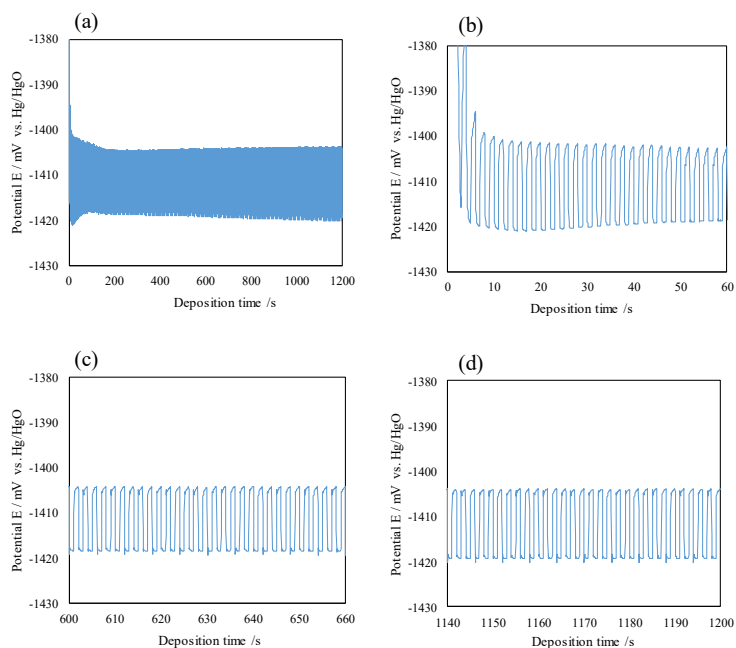 (a)
-1380
-1390
-1400
-1410
-1420
-1430
Potential E / mV vs. Hg/HgO
0 200 400 600 800 1000 1200
Deposition time /s
(b)
-1380
-1390
-1400
-1410
-1420
-1430
Potential E / mV vs. Hg/HgO
0 10 20 30 40 50 60
Deposition time /s
(c)
-1380
-1390
-1400
-1410
-1420
-1430
Potential E / mV vs. Hg/HgO
600 610 620 630 640 650 660
Deposition time /s
(d)
-1380
-1390
-1400
-1410
-1420
-1430
Potential E / mV vs. Hg/HgO
1140 1150 1160 1170 1180 1190 1200
Deposition time /s